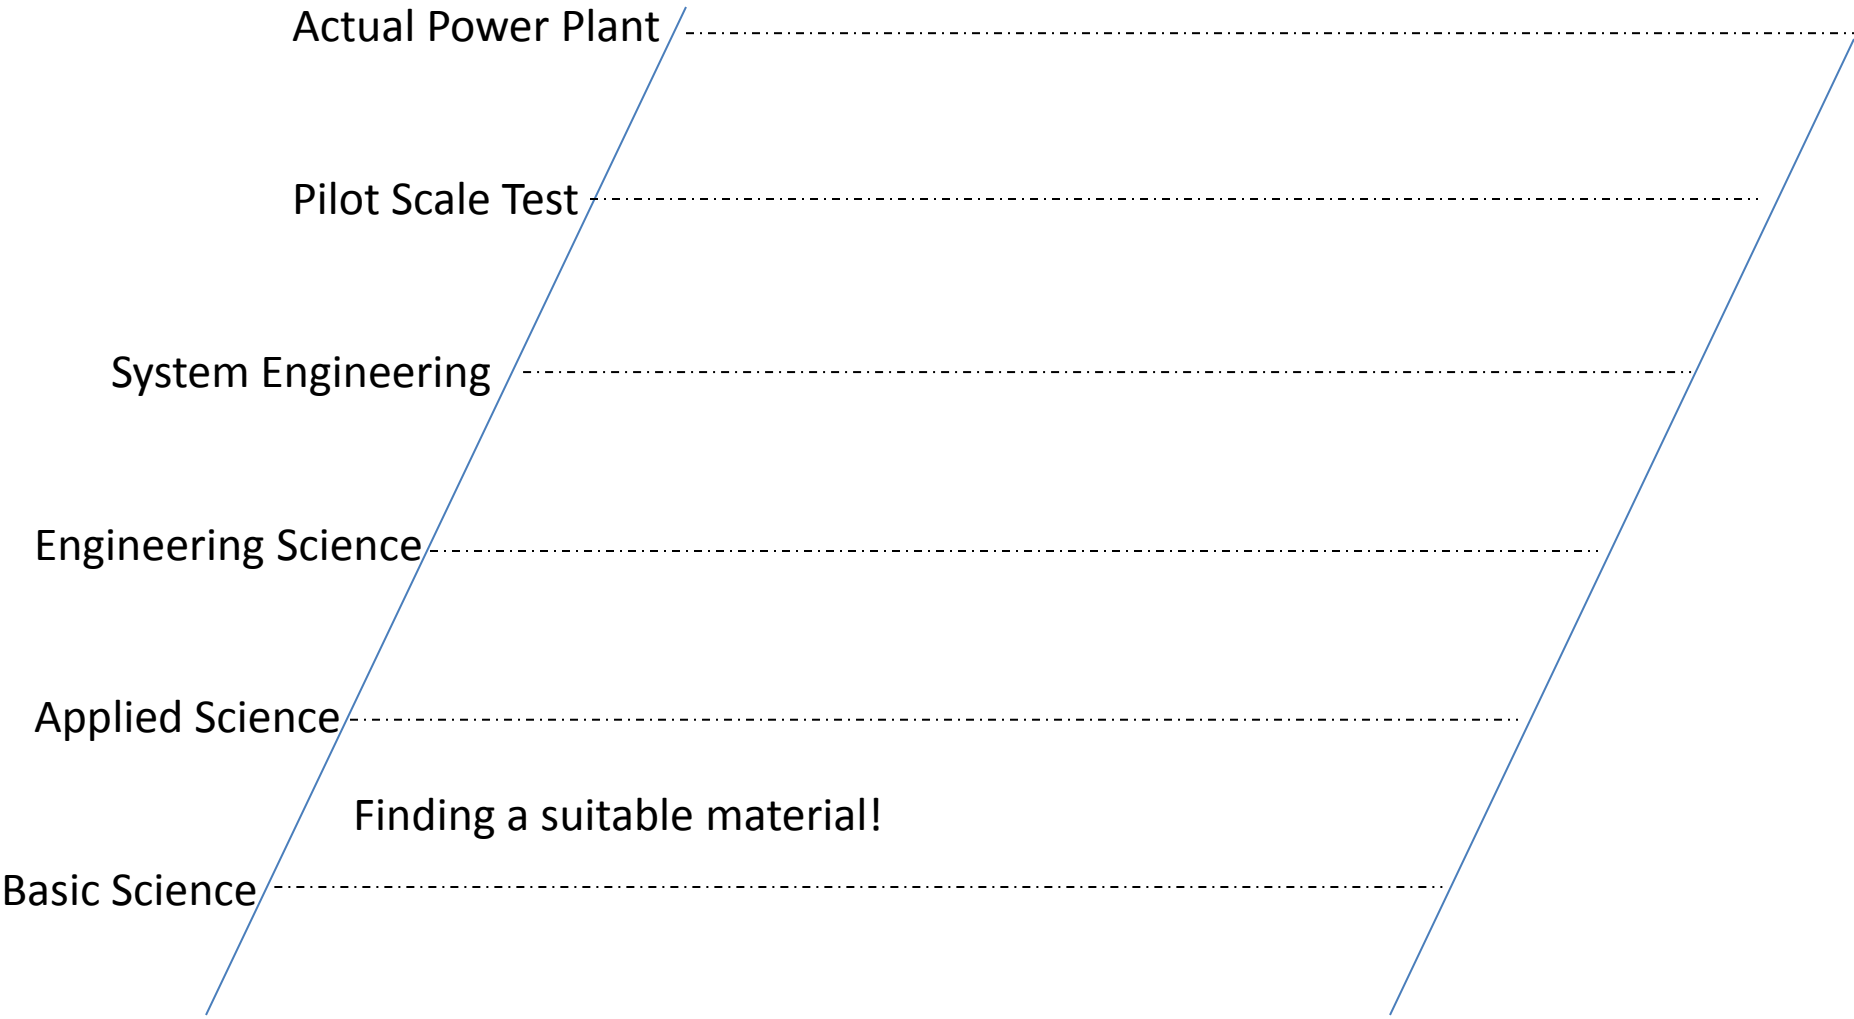 Actual Power Plant
Pilot Scale Test
System Engineering
Engineering Science
Applied Science
Finding a suitable material!
Basic Science